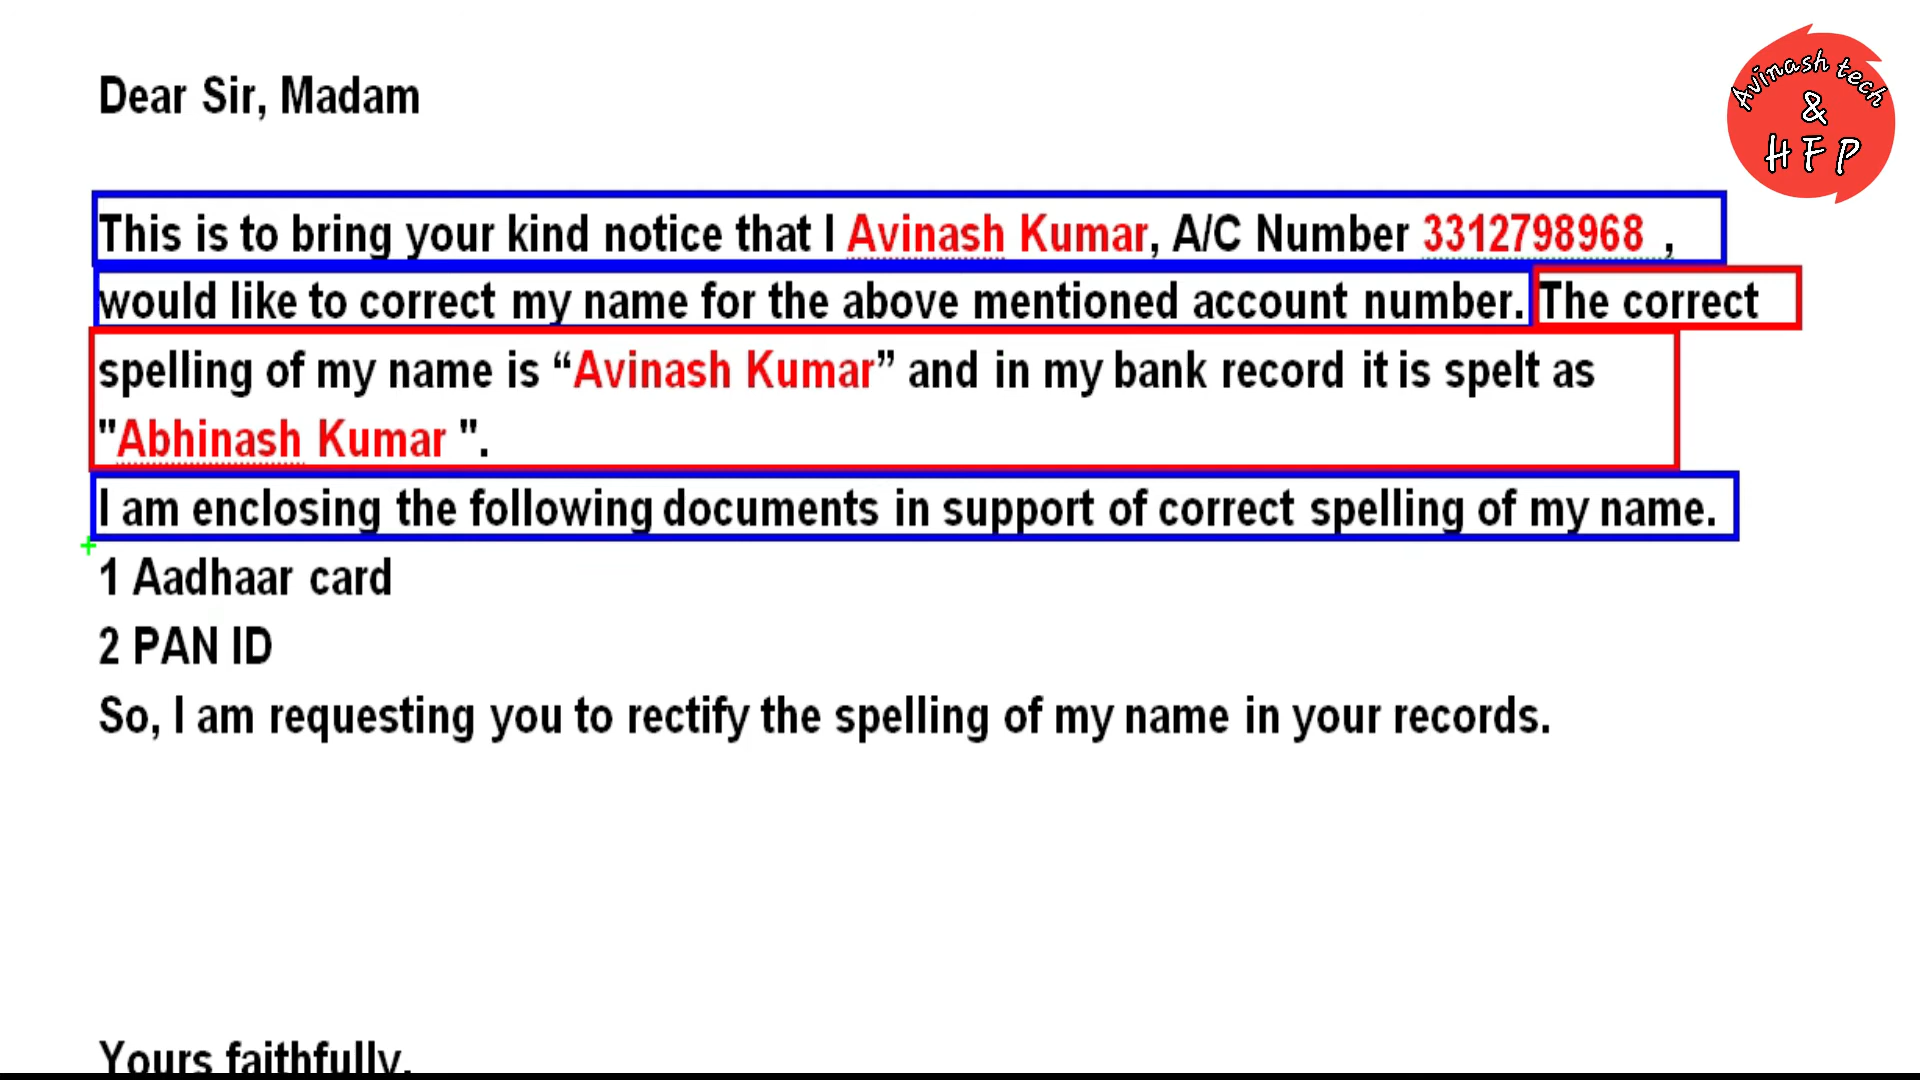 Dear Sir, Madam
Avinash tech
&
HFP
This is to bring your kind notice that I Avinash Kumar, A/C Number 3312798968 ,
would like to correct my name for the above mentioned account number. The correct
spelling of my name is “Avinash Kumar” and in my bank record it is spelt as
"Abhinash Kumar ".
I am enclosing the following documents in support of correct spelling of my name.
1 Aadhaar card
2 PAN ID
So, I am requesting you to rectify the spelling of my name in your records.
Yours faithfully,